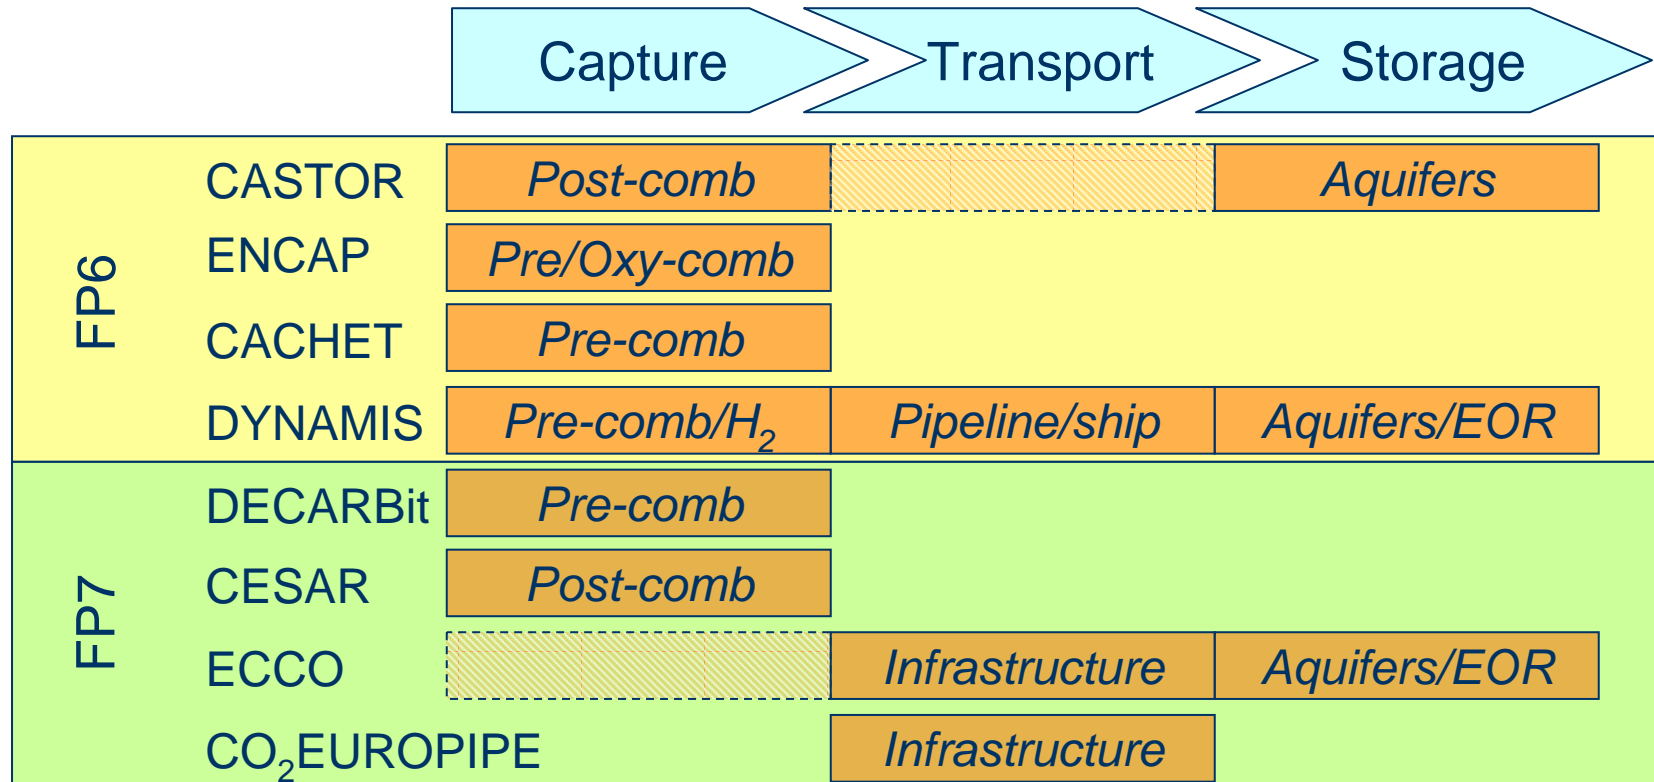 Capture Transport Storage
FP6
CASTOR Post-comb Aquifers
ENCAP Pre/Oxy-comb
CACHET Pre-comb
DYNAMIS Pre-comb/H₂ Pipeline/ship Aquifers/EOR
FP7
DECARBit Pre-comb
CESAR Post-comb
ECCO Infrastructure Aquifers/EOR
CO₂EUROPIPE Infrastructure